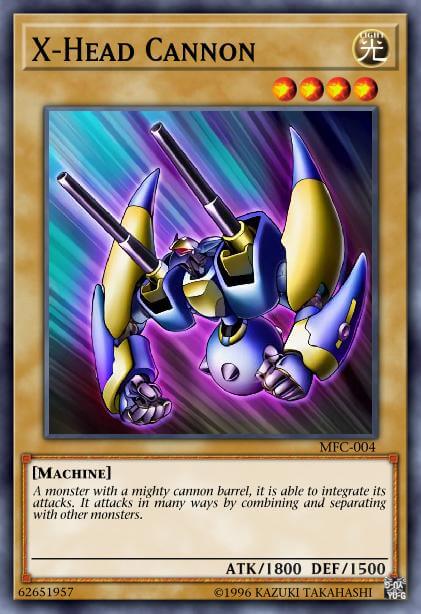 X-Head Cannon
LIGHT
光
MFC-004
[Machine]
A monster with a mighty cannon barrel, it is able to integrate its
attacks. It attacks in many ways by combining and separating
with other monsters.
ATK/1800 DEF/1500
62651957
©1996 KAZUKI TAKAHASHI